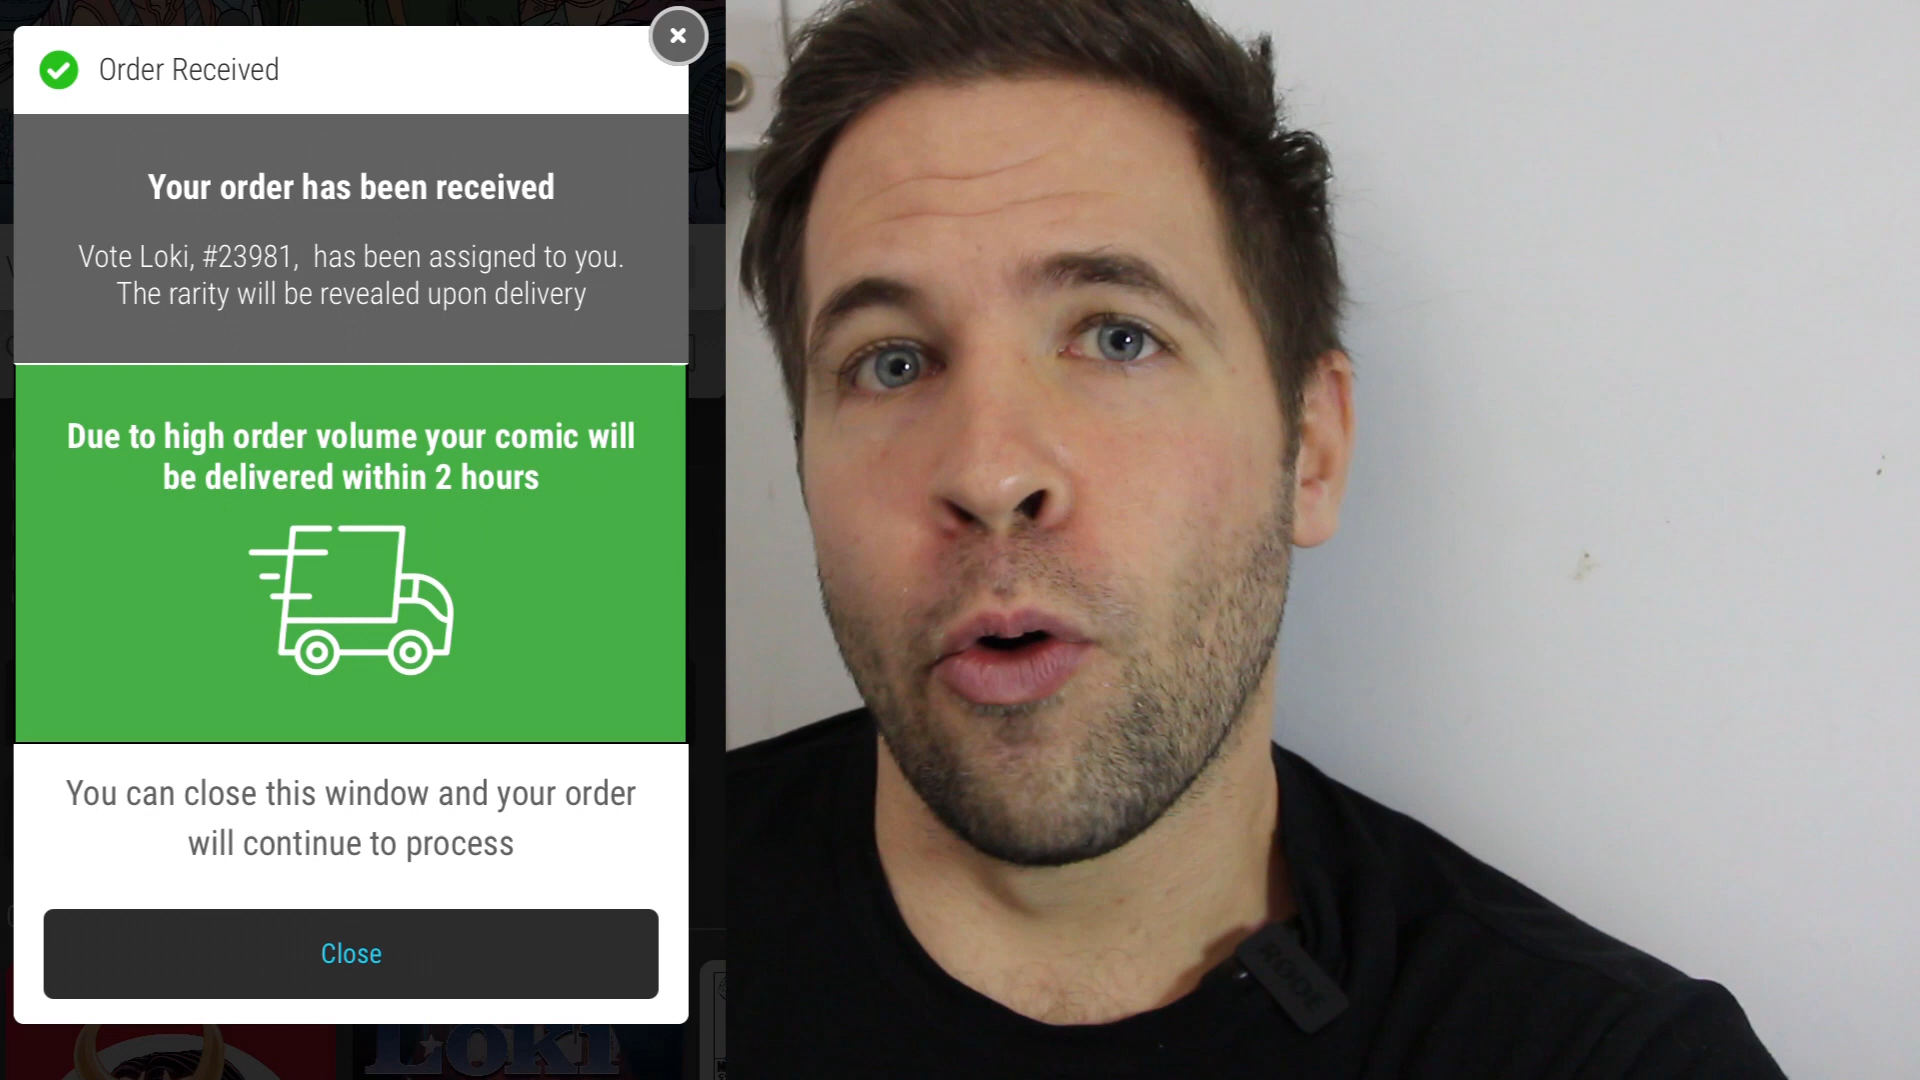 Order Received
Your order has been received
Vote Loki, #23981, has been assigned to you.
The rarity will be revealed upon delivery
Due to high order volume your comic will
be delivered within 2 hours
You can close this window and your order
will continue to process
Close
Loki
RODE